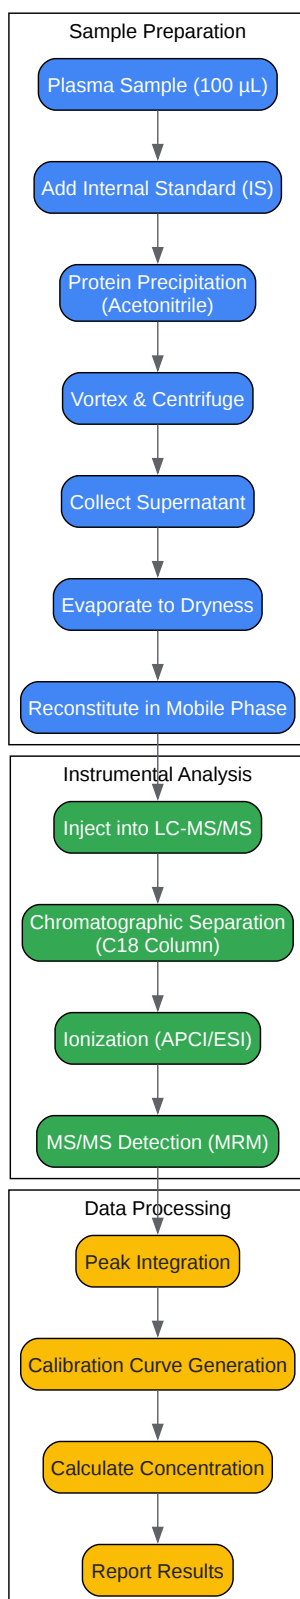 Sample Preparation
Plasma Sample (100 µL)
Add Internal Standard (IS)
Protein Precipitation
(Acetonitrile)
Vortex & Centrifuge
Collect Supernatant
Evaporate to Dryness
Reconstitute in Mobile Phase
Instrumental Analysis
Inject into LC-MS/MS
Chromatographic Separation
(C18 Column)
Ionization (APCI/ESI)
MS/MS Detection (MRM)
Data Processing
Peak Integration
Calibration Curve Generation
Calculate Concentration
Report Results